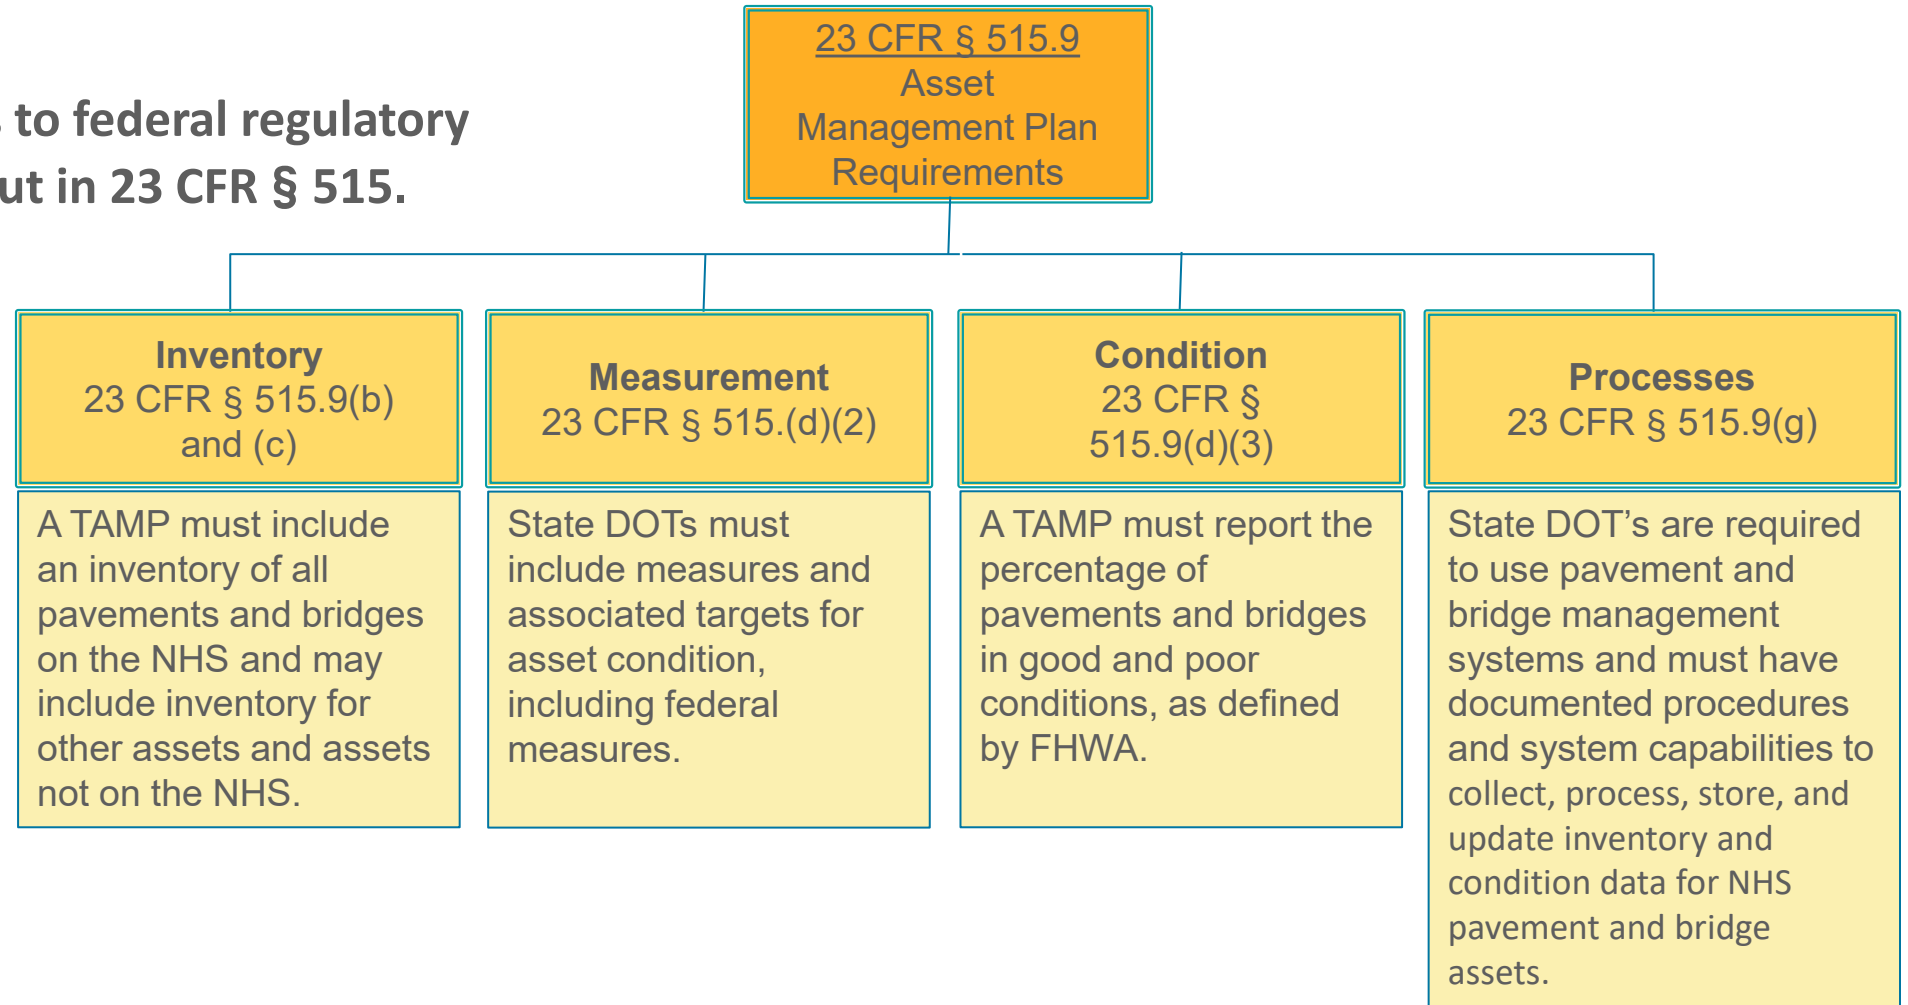 to federal regulatory
in 23 CFR § 515.
23 CFR § 515.9
Asset
Management Plan
Requirements
Inventory
23 CFR § 515.9(b)
and (c)
A TAMP must include
an inventory of all
pavements and bridges
on the NHS and may
include inventory for
other assets and assets
not on the NHS.
Measurement
23 CFR § 515.(d)(2)
State DOTs must
include measures and
associated targets for
asset condition,
including federal
measures.
Condition
23 CFR §
515.9(d)(3)
A TAMP must report the
percentage of
pavements and bridges
in good and poor
conditions, as defined
by FHWA.
Processes
23 CFR § 515.9(g)
State DOT’s are required
to use pavement and
bridge management
systems and must have
documented procedures
and system capabilities to
collect, process, store, and
update inventory and
condition data for NHS
pavement and bridge
assets.